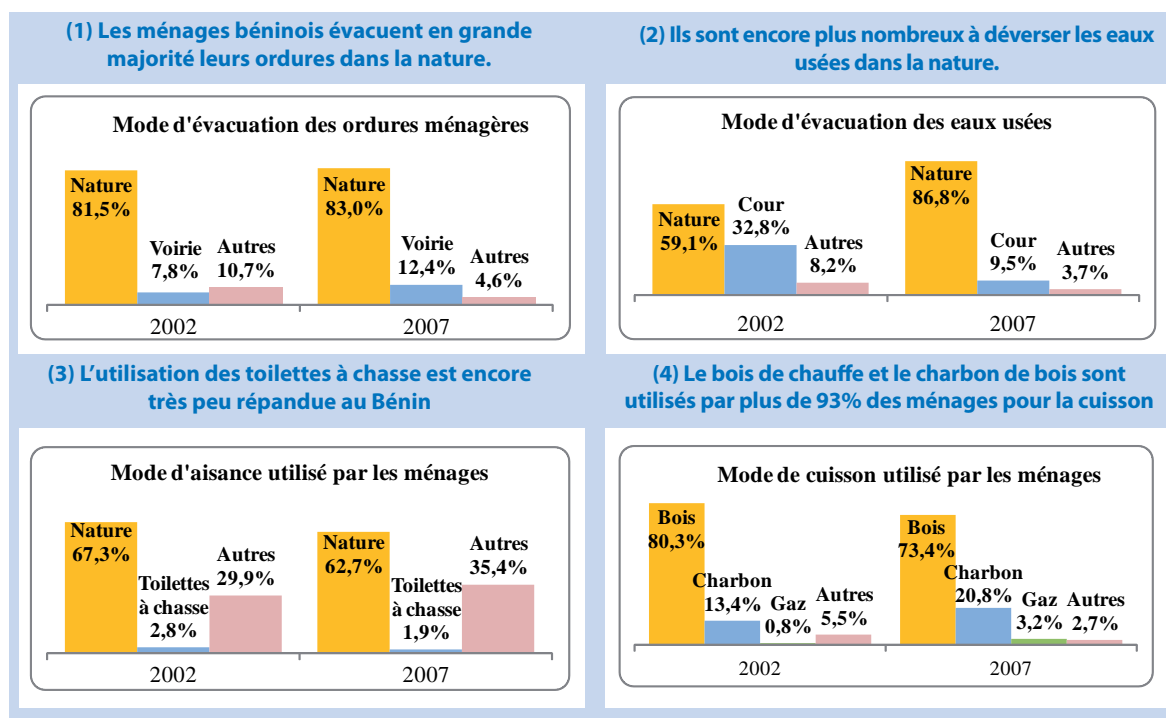 (1) Les ménages béninois évacuent en grande
majorité leurs ordures dans la nature.
Mode d'évacuation des ordures ménagères
Nature
81,5%
Voirie
7,8%
Autres
10,7%
Nature
83,0%
Voirie
12,4%
Autres
4,6%
2002
2007
(2) Ils sont encore plus nombreux à déverser les eaux
usées dans la nature.
Mode d'évacuation des eaux usées
Nature
59,1%
Cour
32,8%
Autres
8,2%
Nature
86,8%
Cour
9,5%
Autres
3,7%
2002
2007
(3) L'utilisation des toilettes à chasse est encore
très peu répandue au Bénin
Mode d'aisance utilisé par les ménages
Nature
67,3%
Toilettes
à chasse
2,8%
Autres
29,9%
Nature
62,7%
Toilettes
à chasse
1,9%
Autres
35,4%
2002
2007
(4) Le bois de chauffe et le charbon de bois sont
utilisés par plus de 93% des ménages pour la cuisson
Mode de cuisson utilisé par les ménages
Bois
80,3%
Charbon
13,4%
Gaz
0,8%
Autres
5,5%
Bois
73,4%
Charbon
20,8%
Gaz
3,2%
Autres
2,7%
2002
2007